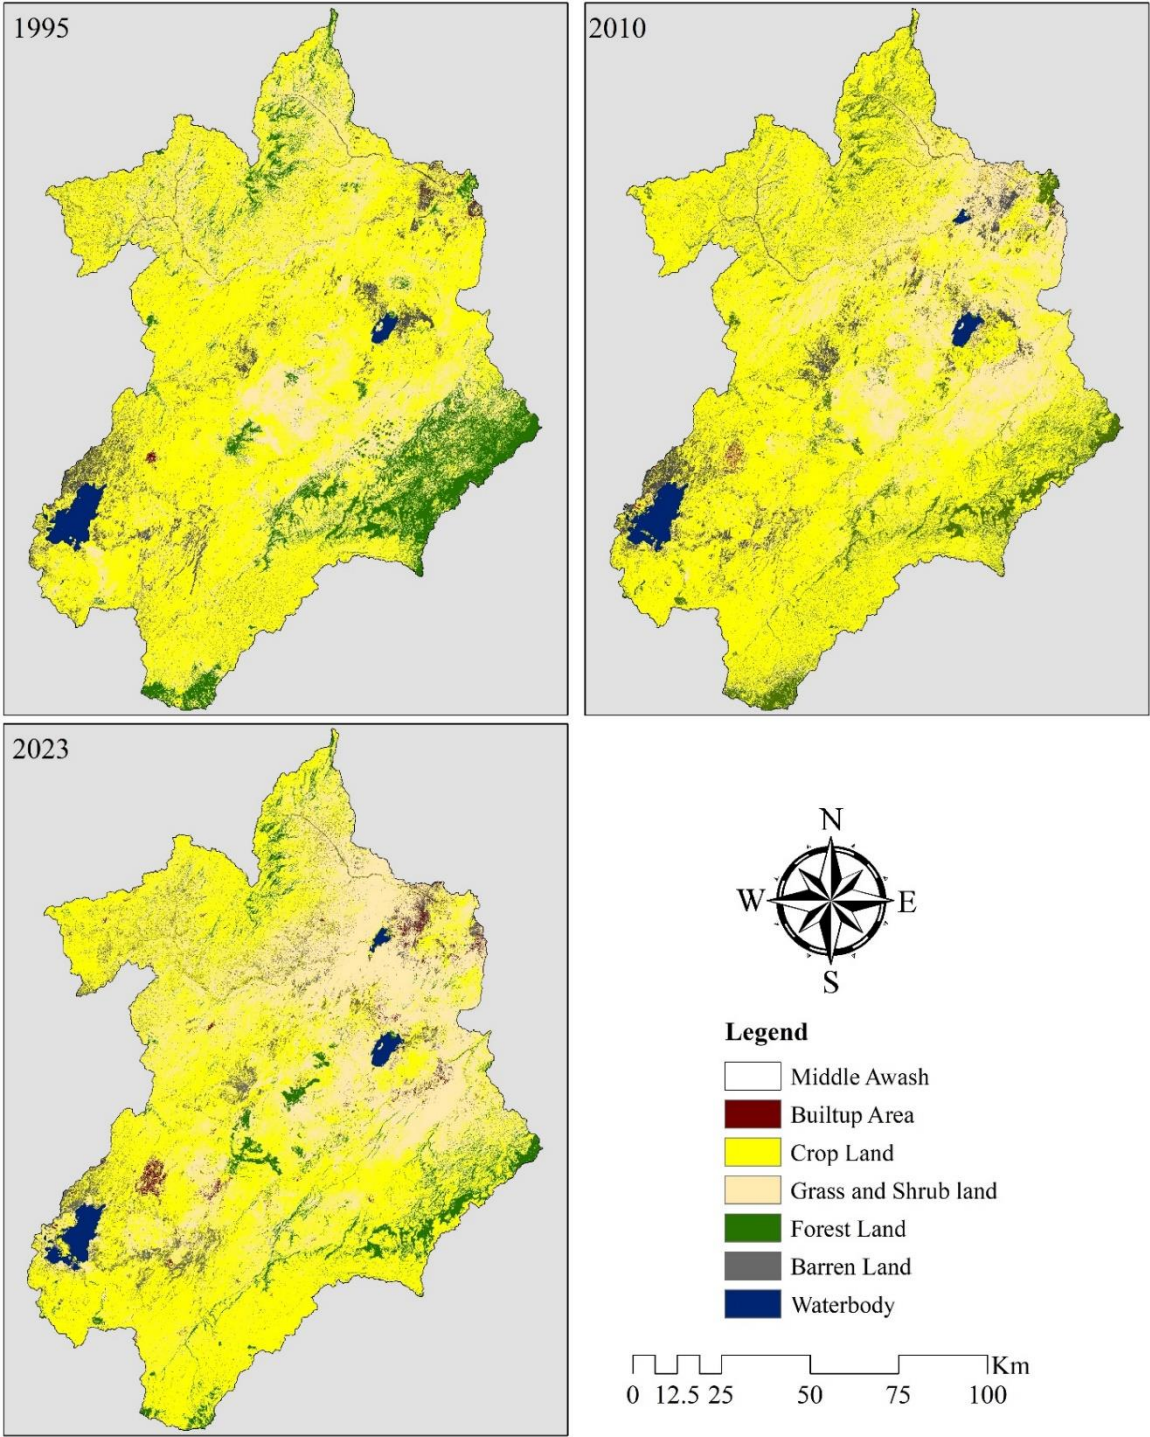 1995
2010
2023
N
W E
S
Legend
Middle Awash
Builtup Area
Crop Land
Grass and Shrub land
Forest Land
Barren Land
Waterbody
Km
0 12.5 25 50 75 100